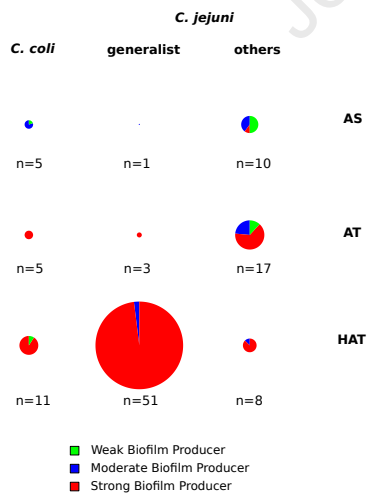 C. jejuni
C. coli generalist others
AS
n=5 n=1 n=10
AT
n=5 n=3 n=17
HAT
n=11 n=51 n=8
Weak Biofilm Producer
Moderate Biofilm Producer
Strong Biofilm Producer